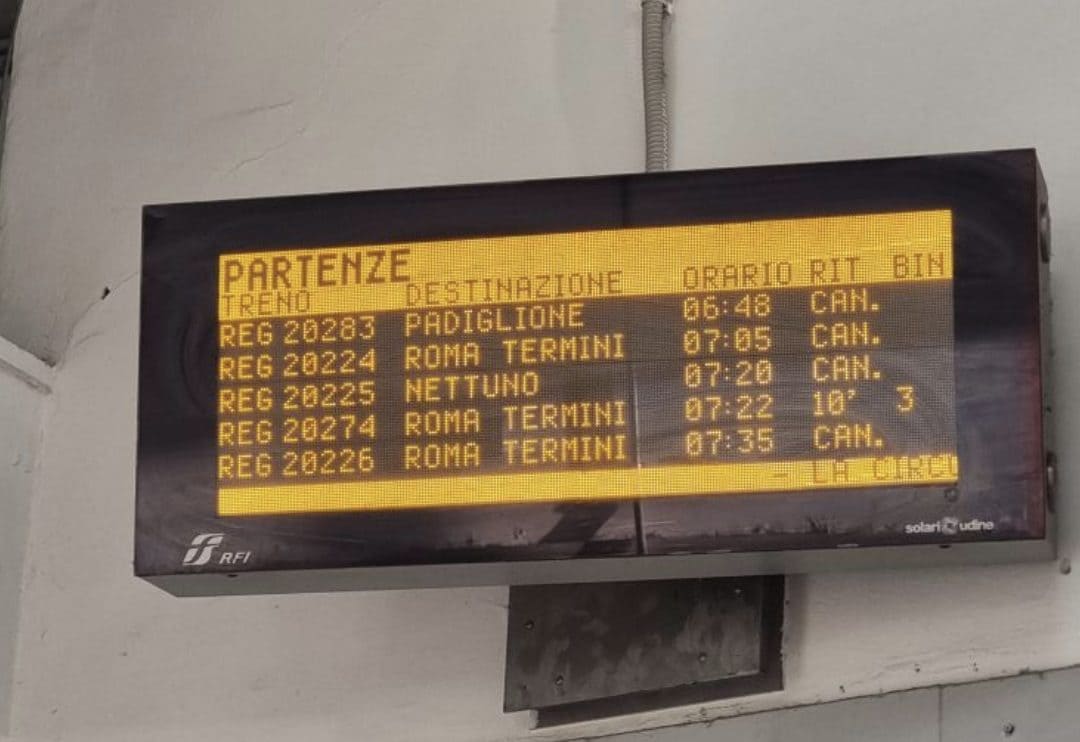 PARTENZE
TRENO DESTINAZIONE ORARIO RIT BIN
REG 20283 PADIGLIONE 06:48 CAN.
REG 20224 ROMA TERMINI 07:05 CAN.
REG 20225 NETTUNO 07:20 CAN.
REG 20274 ROMA TERMINI 07:22 10' 3
REG 20226 ROMA TERMINI 07:35 CAN.
- LA CIRCU
RFI
solari udine